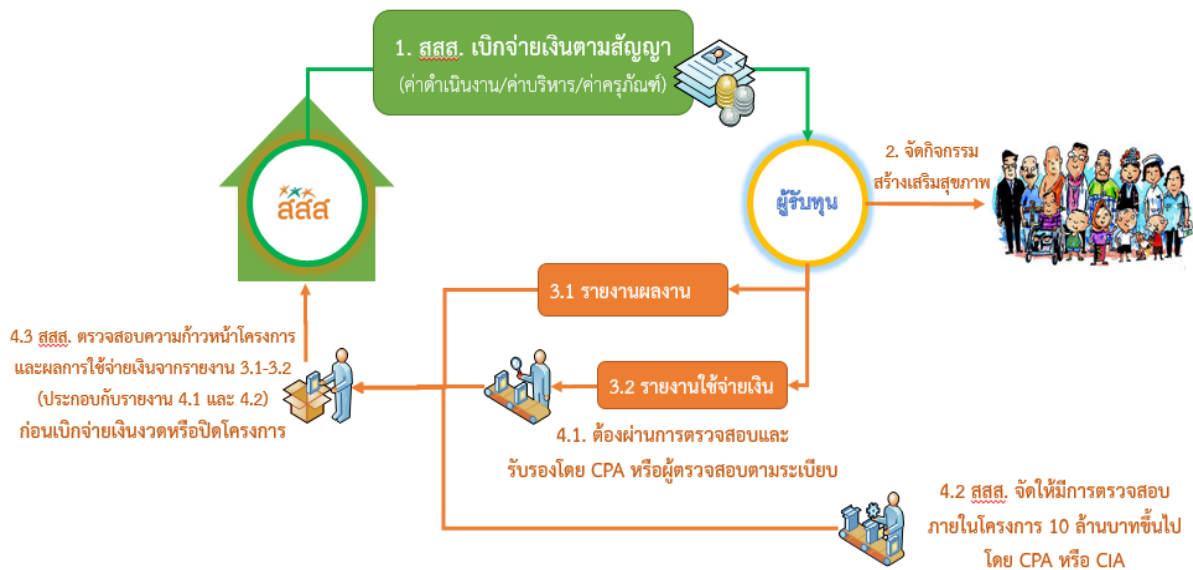 1. สสส. เบิกจ่ายเงินตามสัญญา
(ค่าดำเนินงาน/ค่าบริหาร/ค่าครุภัณฑ์)
สสส
ผู้รับทุน
2. จัดกิจกรรม
สร้างเสริมสุขภาพ
3.1 รายงานผลงาน
3.2 รายงานใช้จ่ายเงิน
4.1. ต้องผ่านการตรวจสอบและ
รับรองโดย CPA หรือผู้ตรวจสอบตามระเบียบ
4.2 สสส. จัดให้มีการตรวจสอบ
ภายในโครงการ 10 ล้านบาทขึ้นไป
โดย CPA หรือ CIA
4.3 สสส. ตรวจสอบความก้าวหน้าโครงการ
และผลการใช้จ่ายเงินจากรายงาน 3.1-3.2
(ประกอบกับรายงาน 4.1 และ 4.2)
ก่อนเบิกจ่ายเงินงวดหรือปิดโครงการ